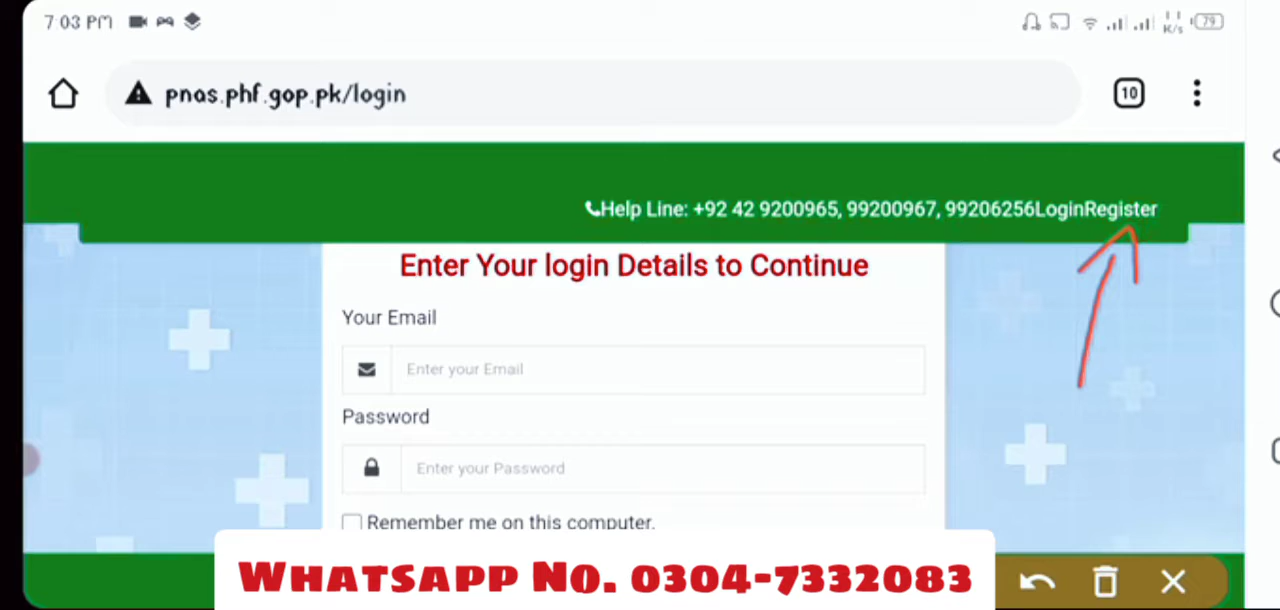 7 03 PM
K/s
79
pnas.phf.gop.pk/login
10
Help Line: +92 42 9200965, 99200967, 99206256LoginRegister
Enter Your login Details to Continue
Your Email
Enter your Email
Password
Enter your Password
Remember me on this computer.
WHATSAPP NO. 0304-7332083